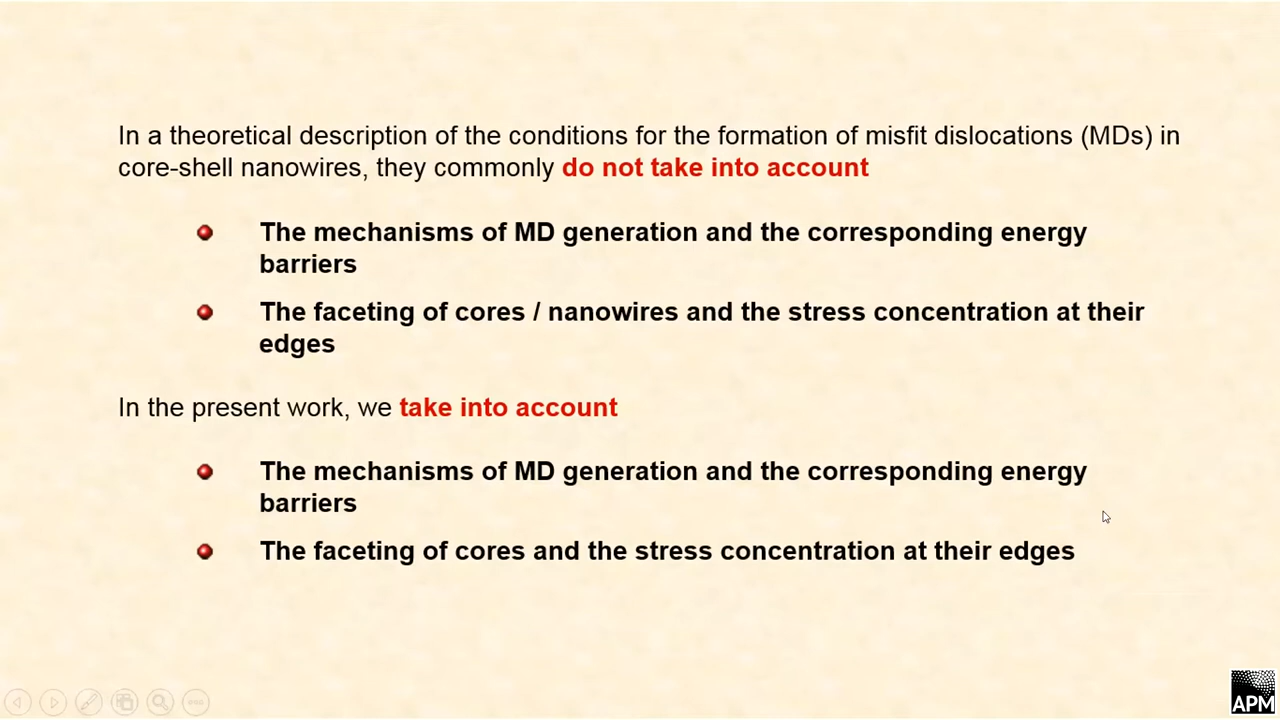 In a theoretical description of the conditions for the formation of misfit dislocations (MDs) in
core-shell nanowires, they commonly do not take into account
The mechanisms of MD generation and the corresponding energy
barriers
The faceting of cores / nanowires and the stress concentration at their
edges
In the present work, we take into account
The mechanisms of MD generation and the corresponding energy
barriers
The faceting of cores and the stress concentration at their edges
APM